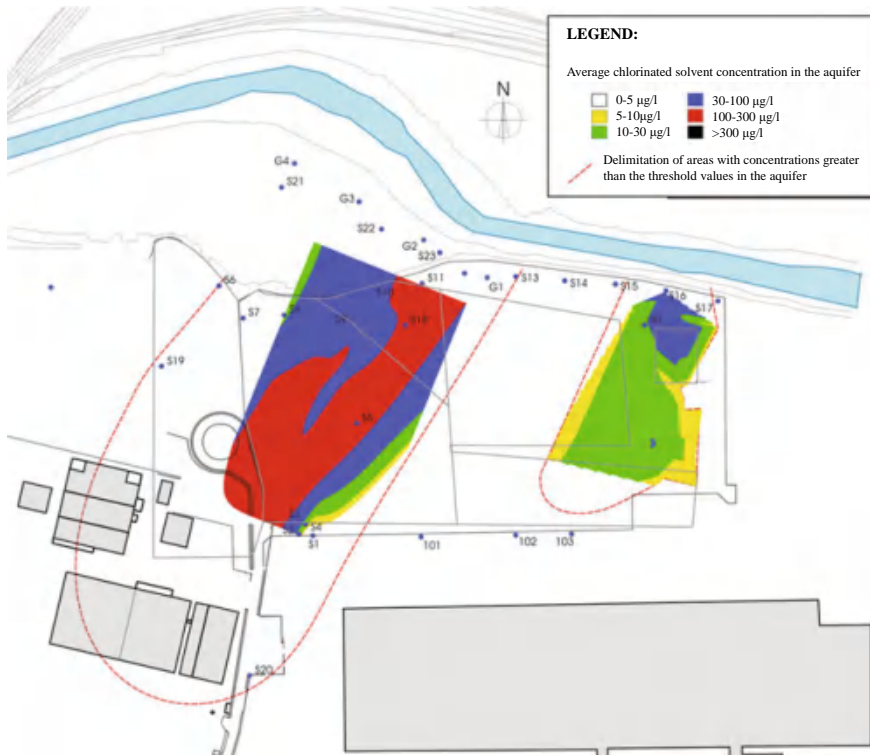 LEGEND:
Average chlorinated solvent concentration in the aquifer
0-5 µg/l
30-100 µg/l
5-10µg/l
100-300 µg/l
10-30 µg/l
>300 µg/l
Delimitation of areas with concentrations greater
than the threshold values in the aquifer
N
G4
S21
G3
S22
G2
S23
S6
S11
G1
S13
S14
S15
S16
S17
S7
S19
S4
S1
101
102
103
S20